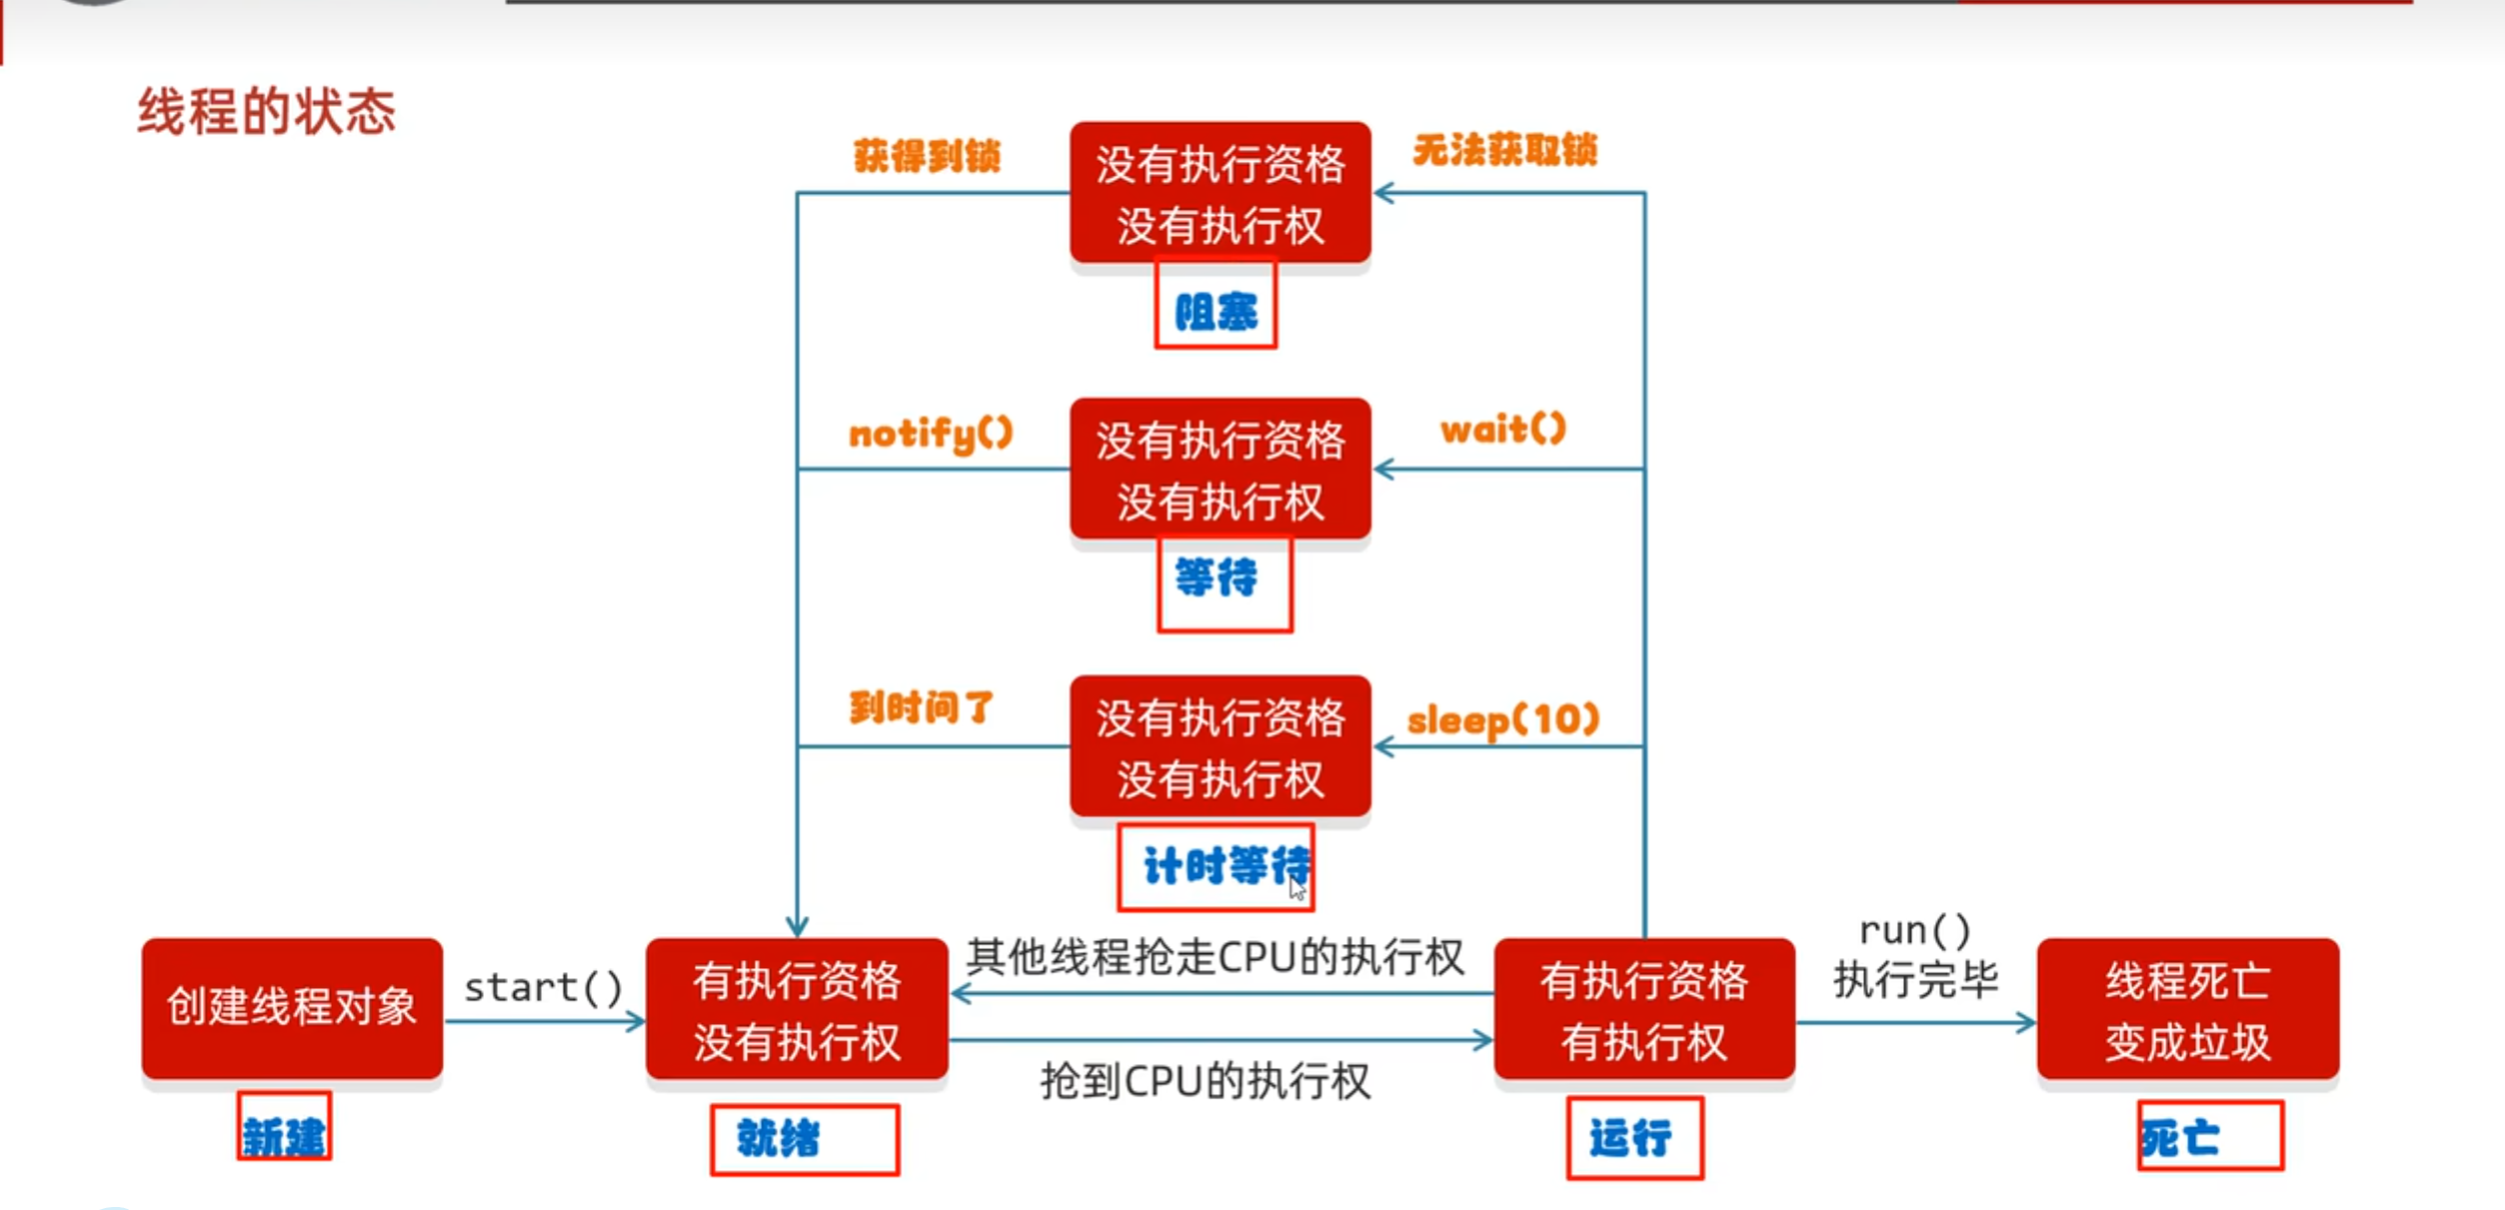 线程的状态
获得到锁
没有执行资格
没有执行权
无法获取锁
阻塞
notify()
没有执行资格
没有执行权
wait()
等待
到时间了
没有执行资格
没有执行权
sleep(10)
计时等待
创建线程对象
start()
有执行资格
没有执行权
其他线程抢走CPU的执行权
抢到CPU的执行权
有执行资格
有执行权
run()
执行完毕
线程死亡
变成垃圾
新建
就绪
运行
死亡